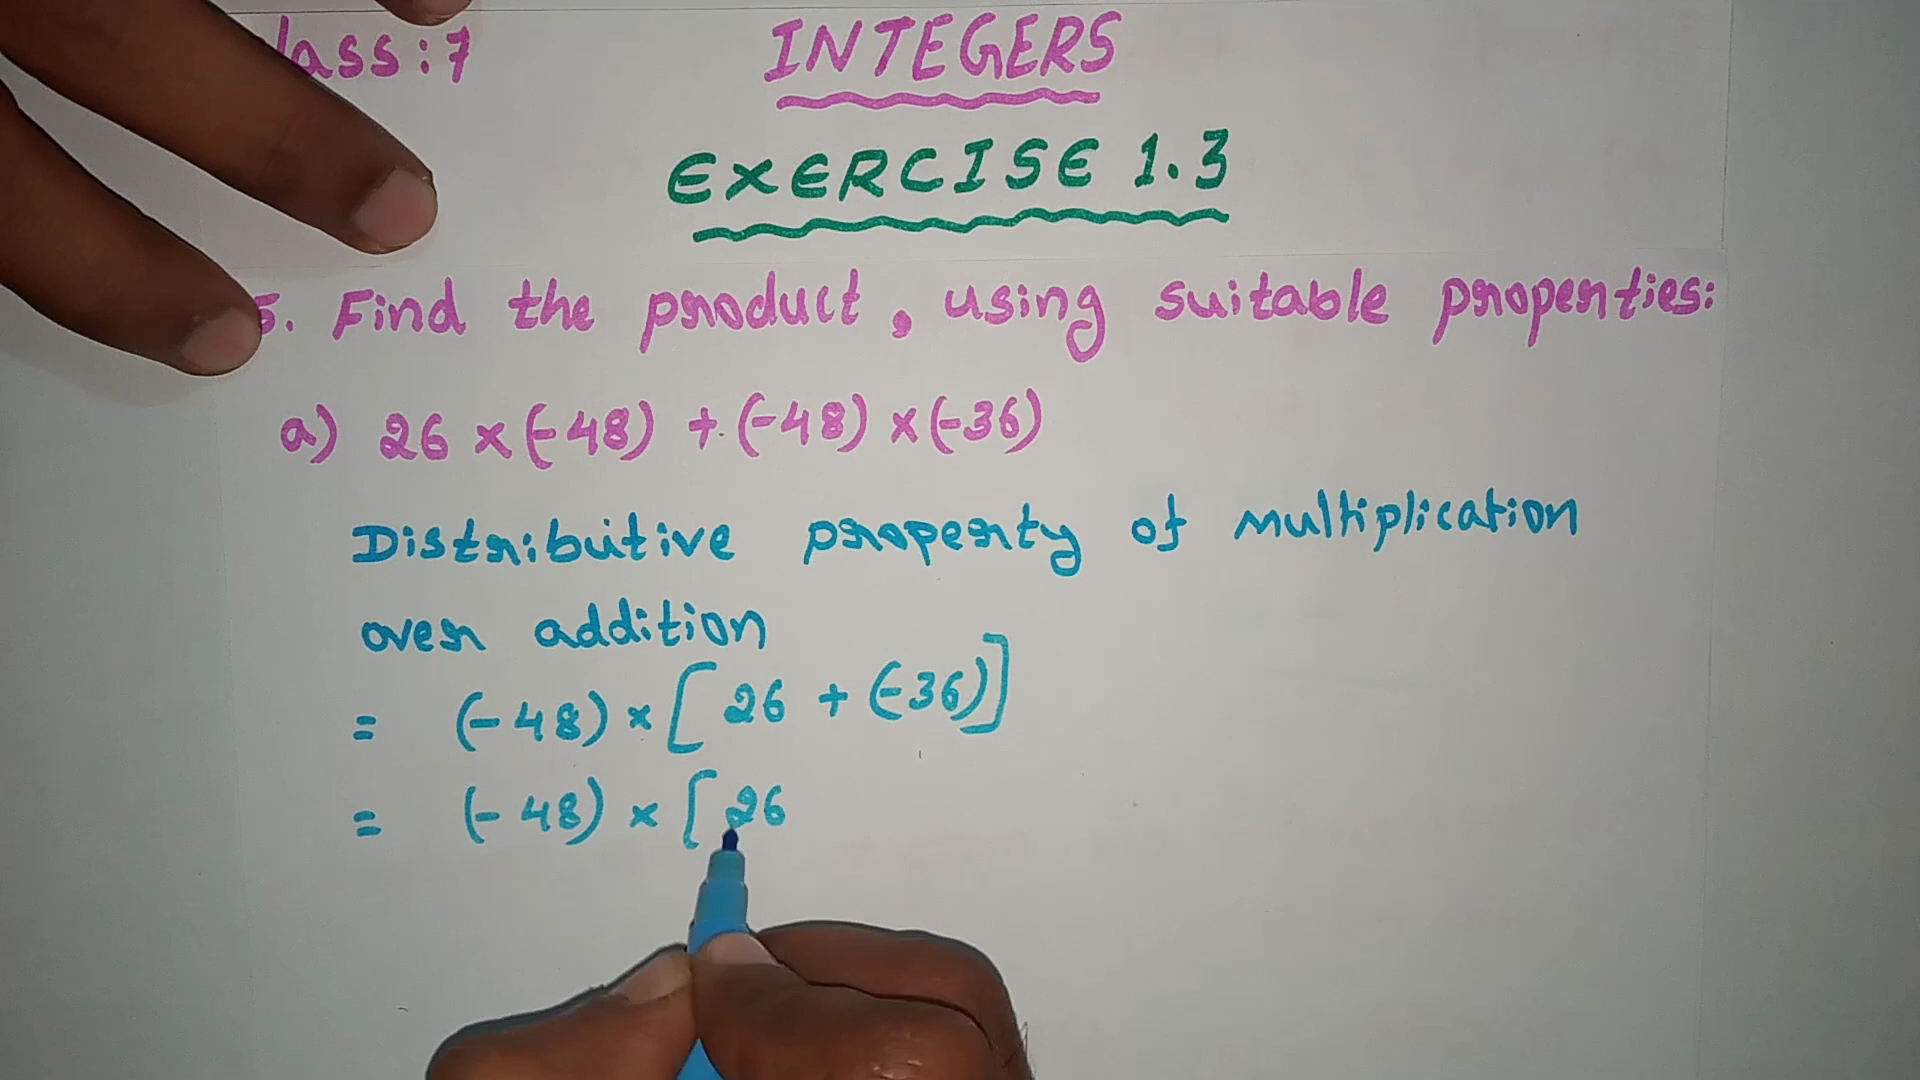 lass:7
INTEGERS
EXERCISE 1.3
5. Find the product, using suitable properties:
a) 26 × (-48) + (-48) × (-36)
Distributive property of multiplication
over addition
= (-48) × [ 26 + (-36)]
= (-48) × [ 26